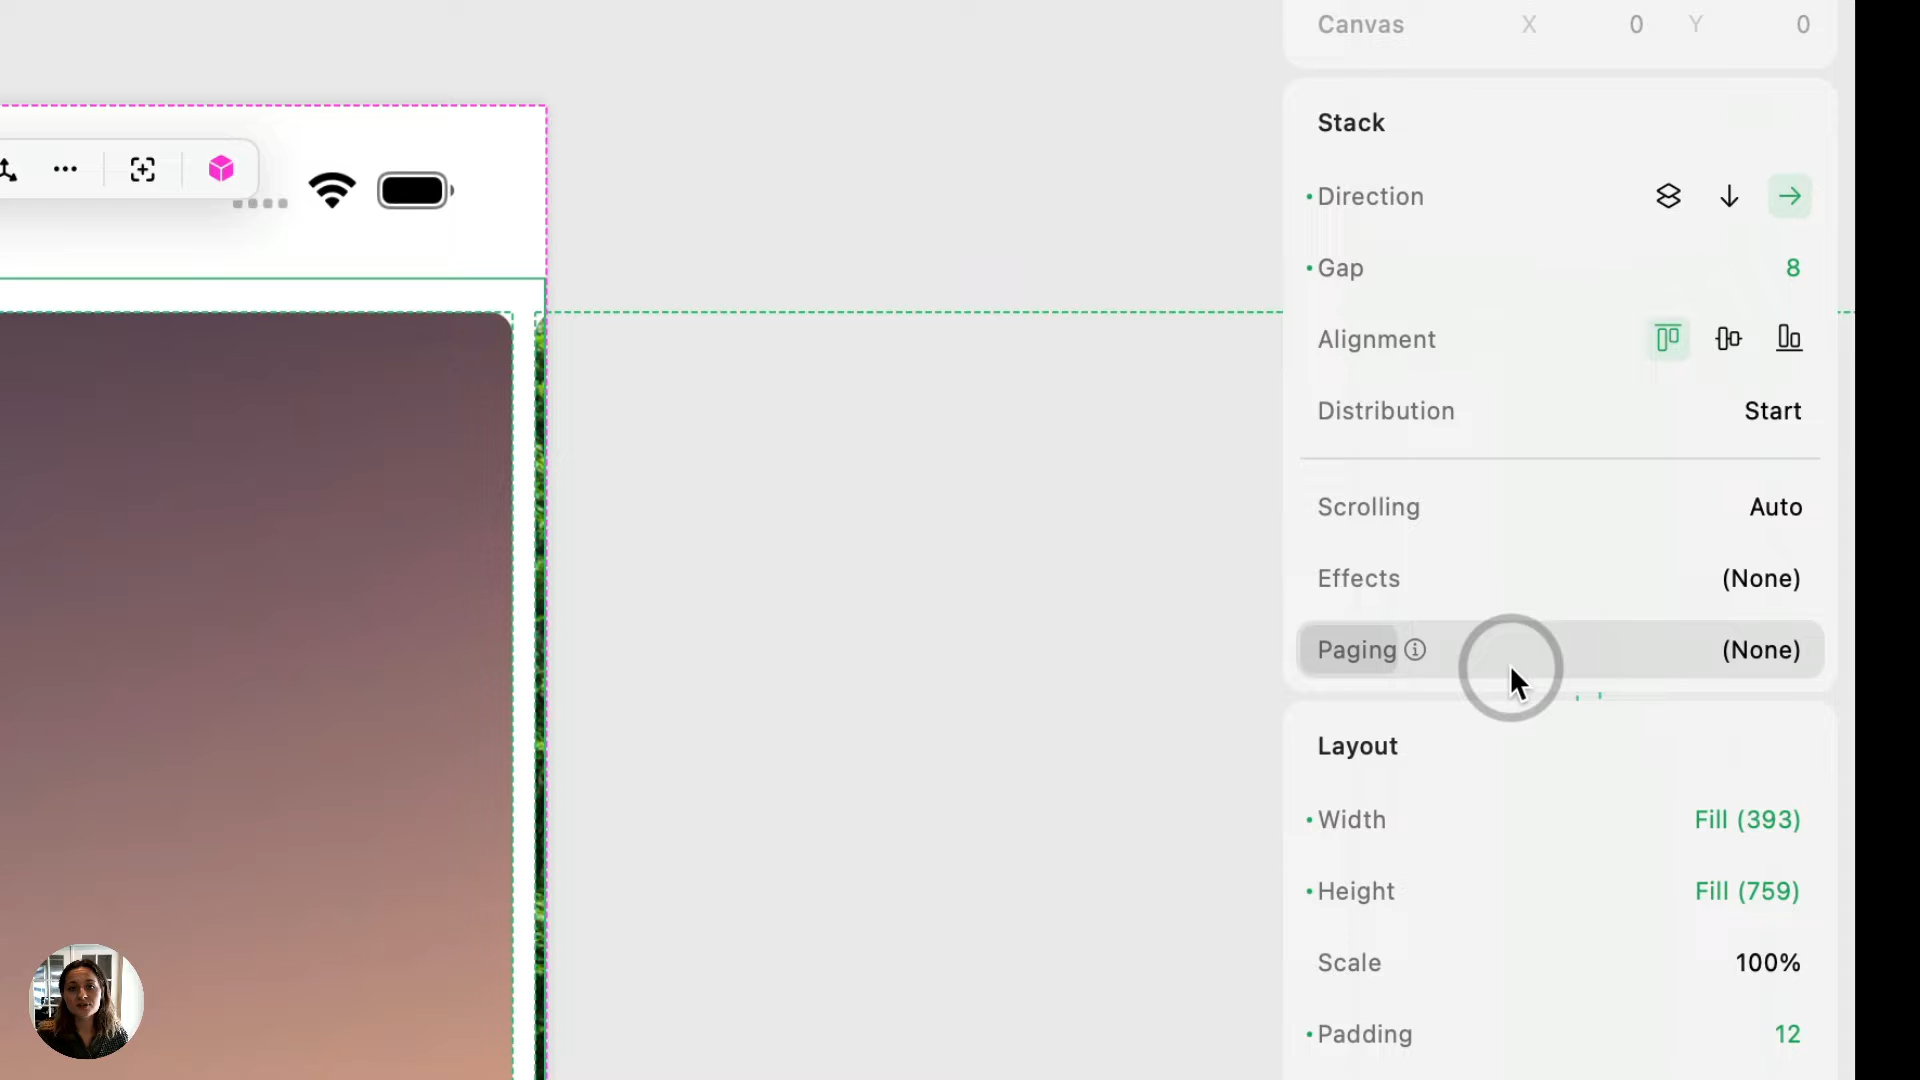 Canvas X 0 Y 0
Stack
Direction
Gap 8
Alignment
Distribution Start
Scrolling Auto
Effects (None)
Paging (None)
Layout
Width Fill (393)
Height Fill (759)
Scale 100%
Padding 12